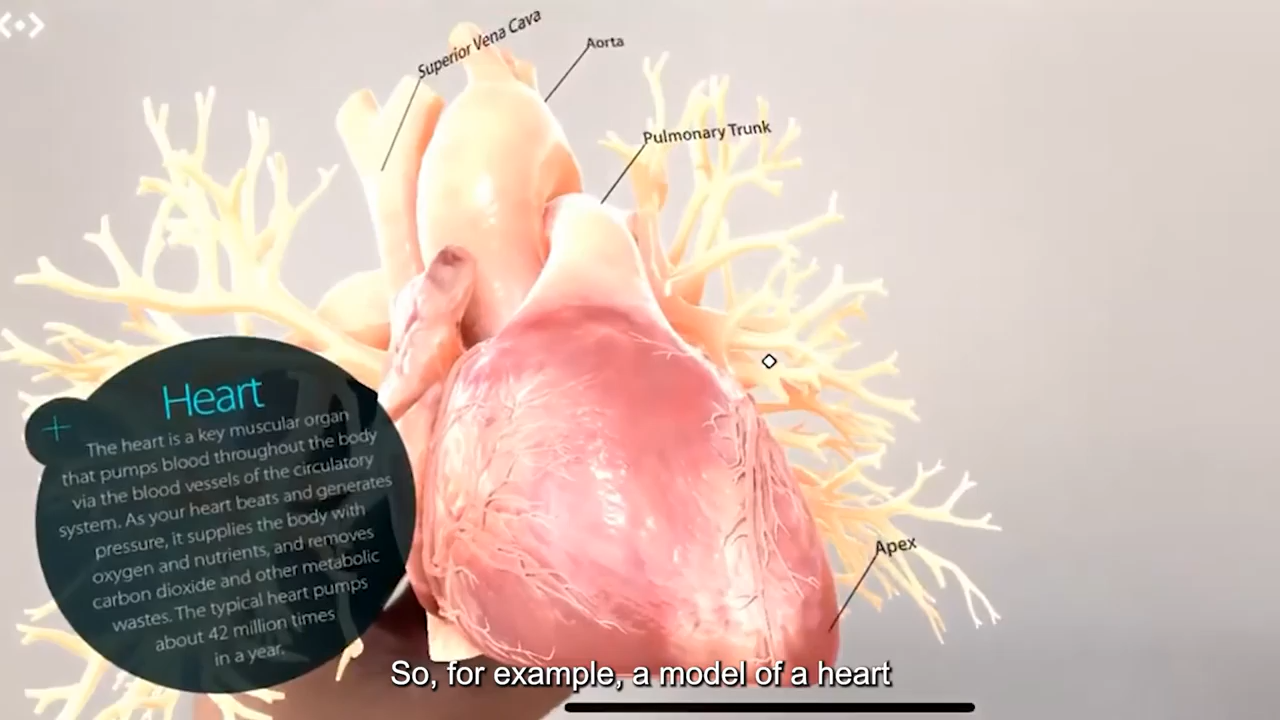 Superior Vena Cava
Aorta
Pulmonary Trunk
Heart
The heart is a key muscular organ
that pumps blood throughout the body
via the blood vessels of the circulatory
system. As your heart beats and generates
pressure, it supplies the body with
oxygen and nutrients, and removes
carbon dioxide and other metabolic
wastes. The typical heart pumps
about 42 million times
in a year.
Apex
So, for example, a model of a heart